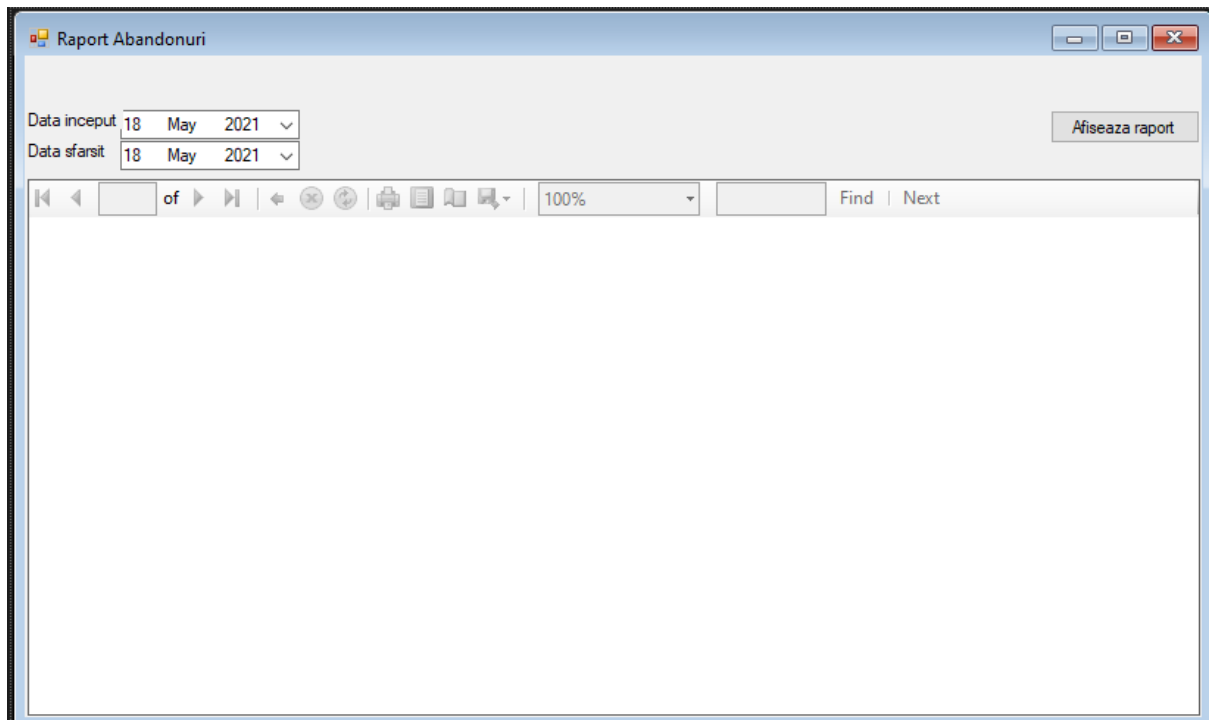 Raport Abandonuri
Data inceput 18 May 2021
Afiseaza raport
Data sfarsit 18 May 2021
of 100% Find Next